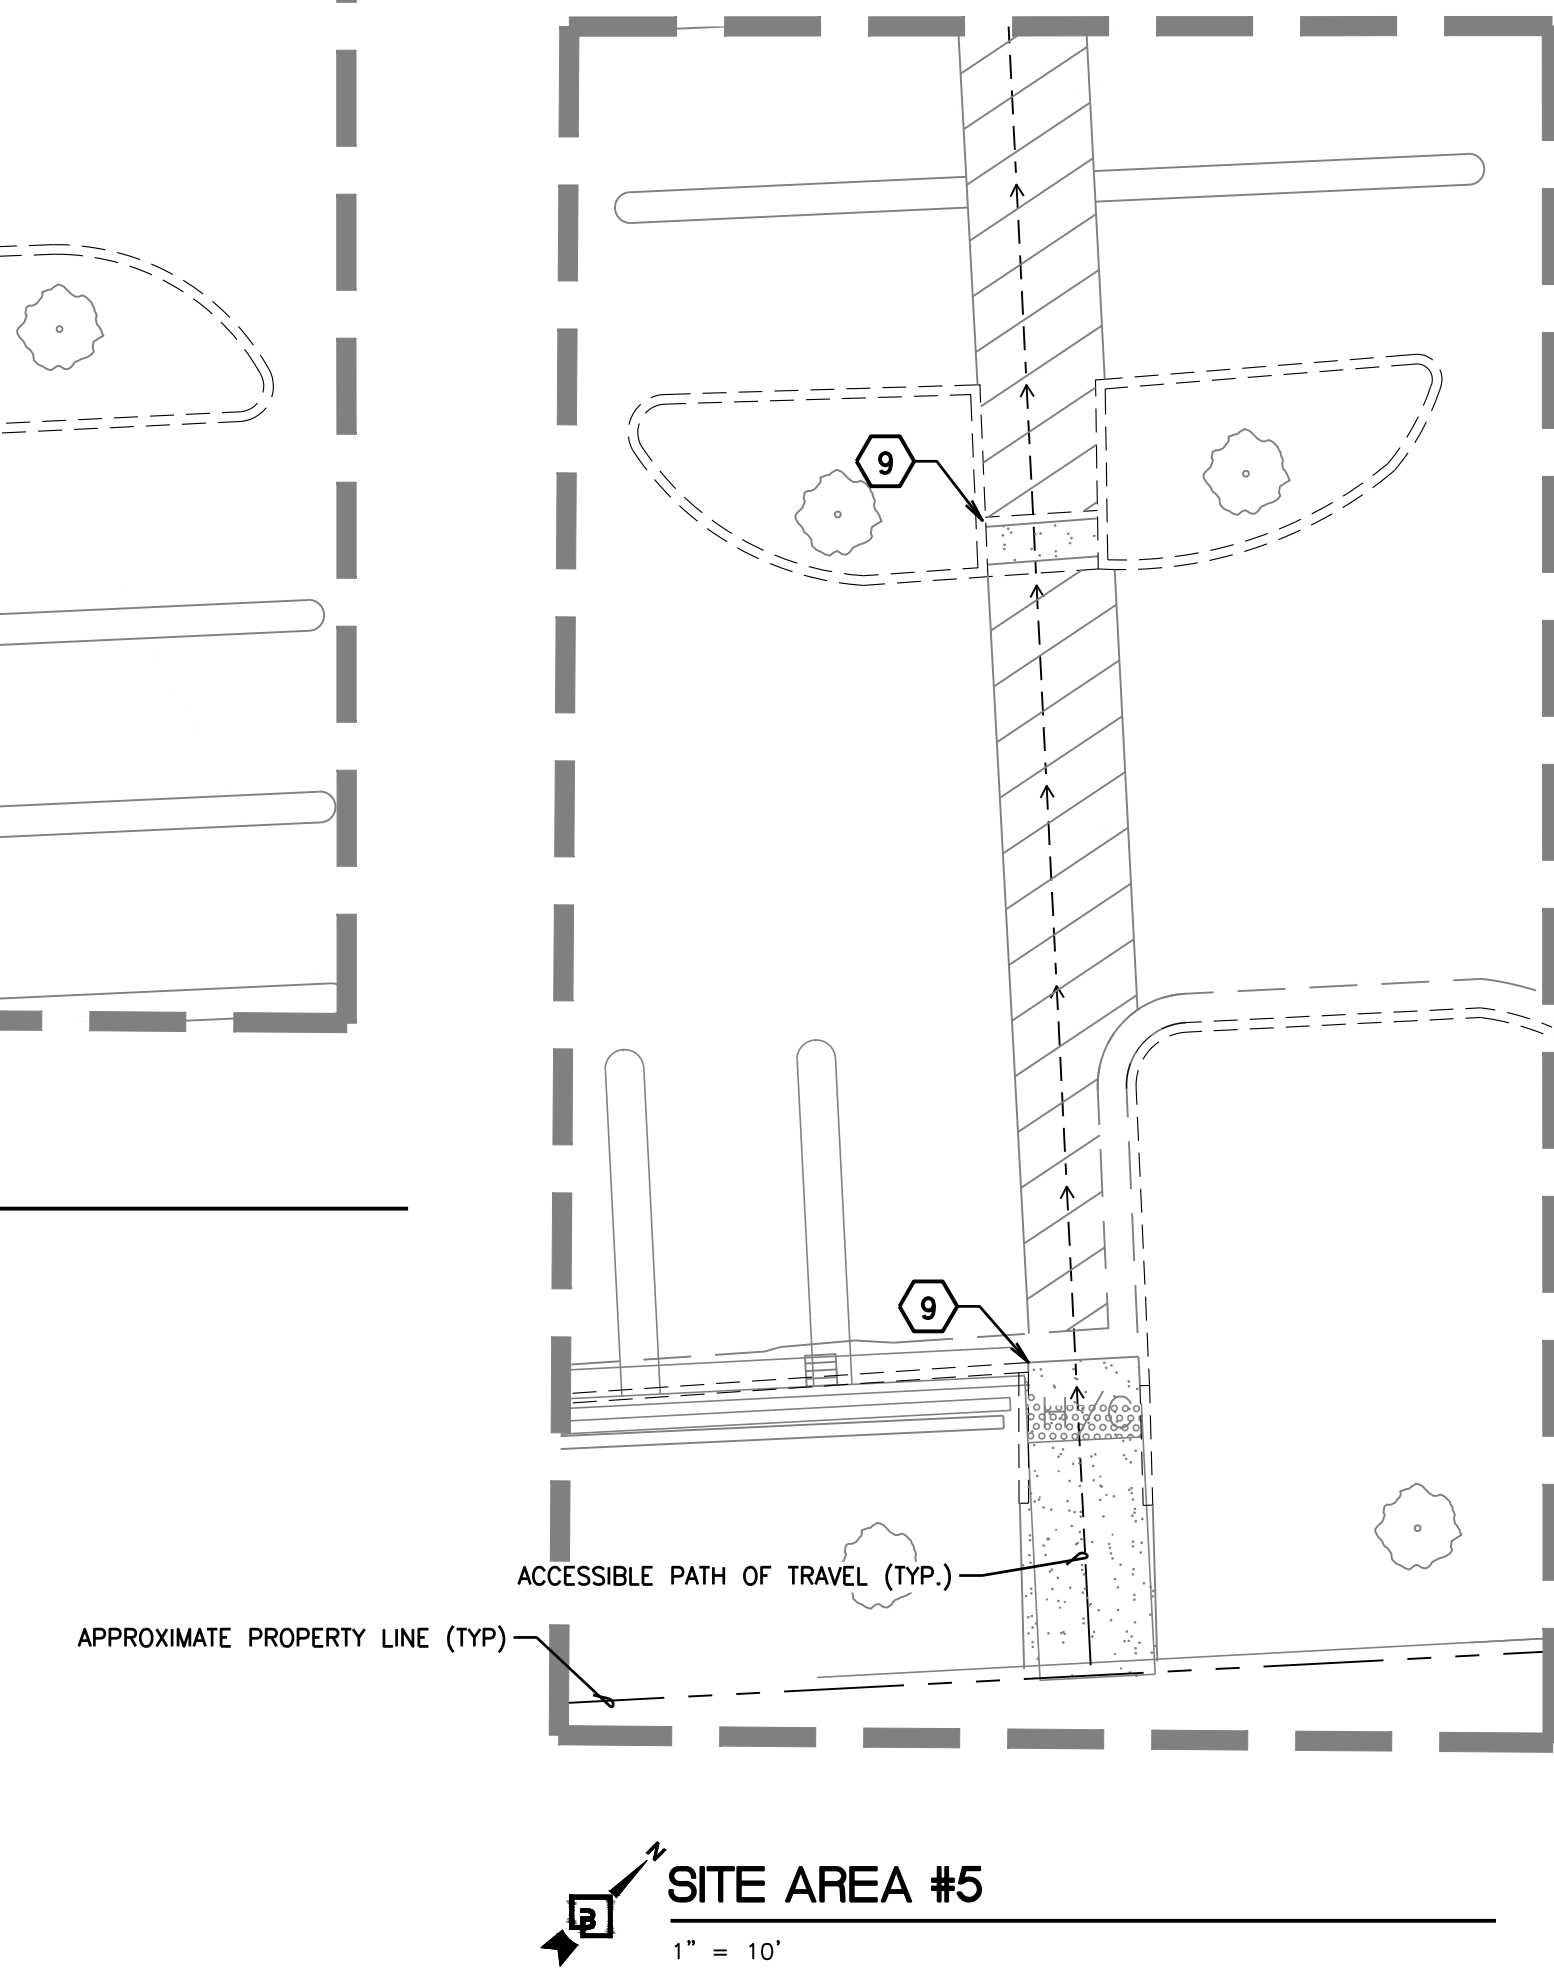 9
9
H/C
ACCESSIBLE PATH OF TRAVEL (TYP.)
APPROXIMATE PROPERTY LINE (TYP)
N
B
SITE AREA #5
1" = 10'